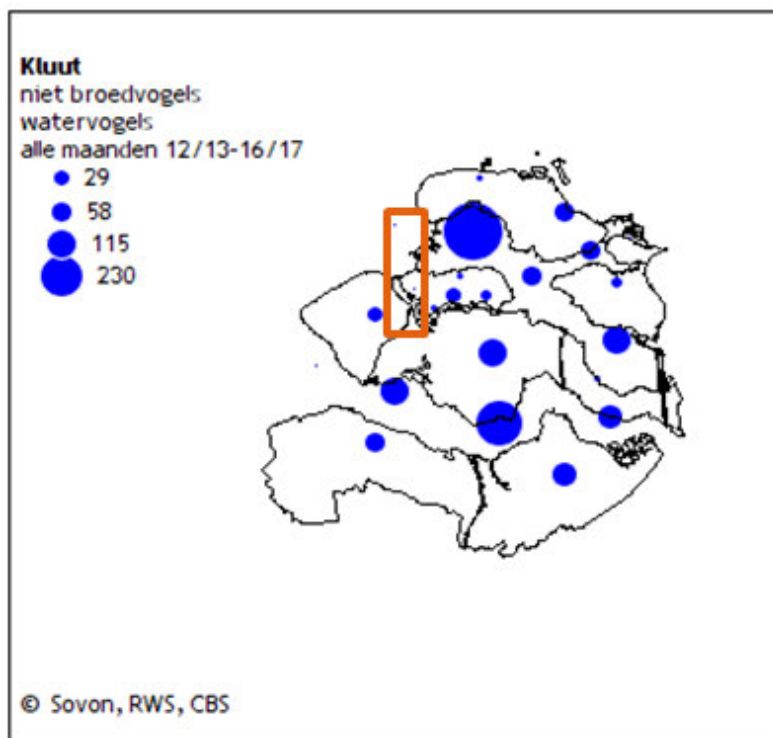 Kluut
niet broedvogels
watervogels
alle maanden 12/13-16/17
29
58
115
230
© Sovon, RWS, CBS